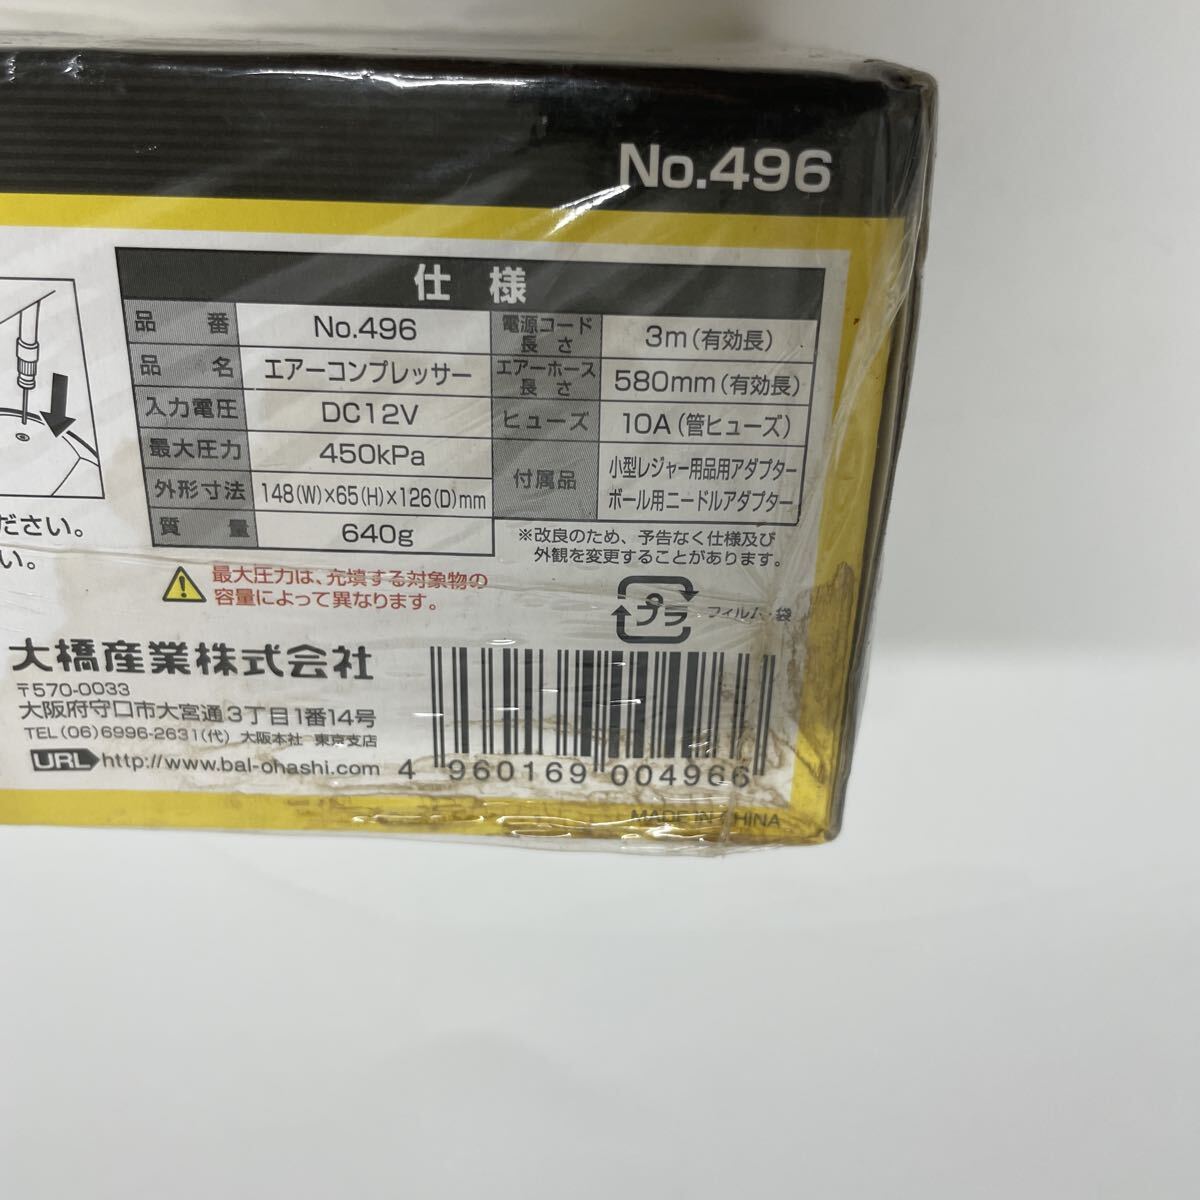 No.496
仕 様
品 番 No.496
品 名 エアーコンプレッサー
入力電圧 DC12V
最大圧力 450kPa
外形寸法 148(W)×65(H)×126(D)mm
質 量 640g
電源コード
長さ 3m(有効長)
エアーホース
長さ 580mm(有効長)
ヒューズ 10A(管ヒューズ)
付属品 小型レジャー用品用アダプター
ボール用ニードルアダプター
※改良のため、予告なく仕様及び
外観を変更することがあります。
ださい。
い。
最大圧力は、充填する対象物の
容量によって異なります。
プラ フィルム・袋
大橋産業株式会社
〒570-0033
大阪府守口市大宮通3丁目1番14号
TEL(06)6996-2631(代) 大阪本社 東京支店
URL http://www.bal-ohashi.com
4 960169 004966
MADE IN CHINA